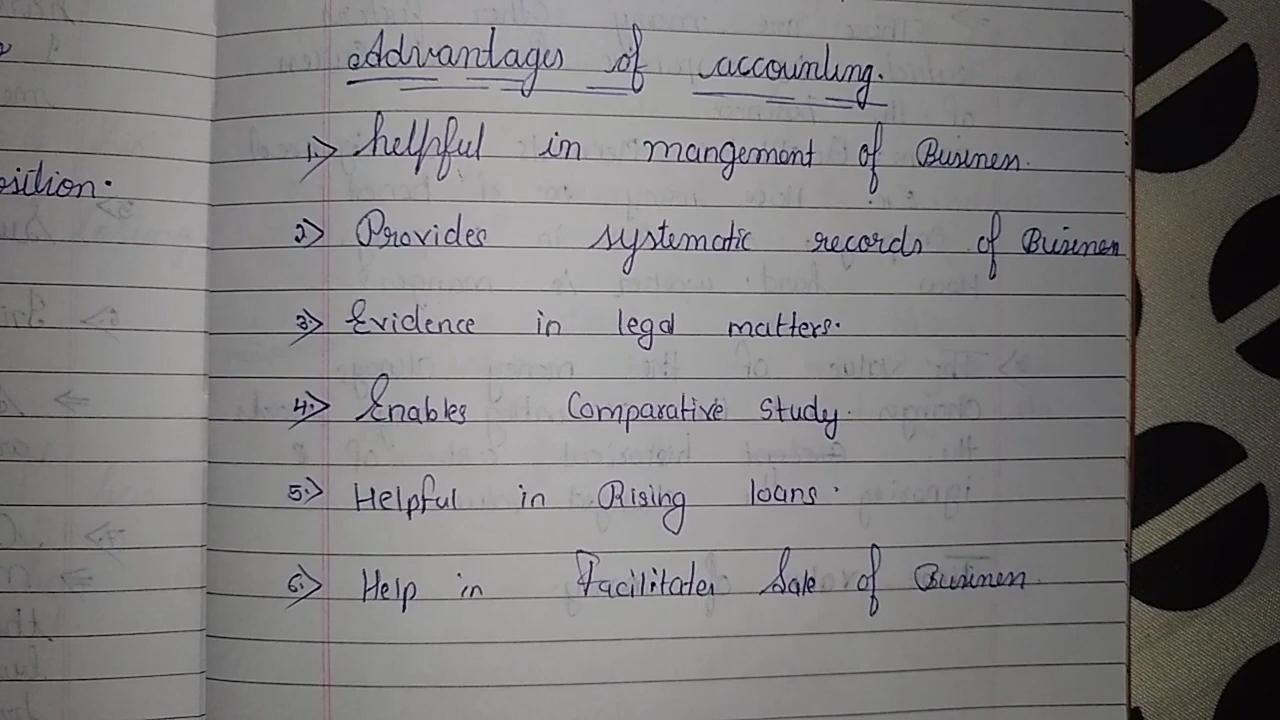 Advantages of accounting.
1.> helpful in mangement of Business.
2> Provides systematic records of Business
3> Evidence in legal matters.
osition.
4.> Enables Comparative Study.
5.> Helpful in Rising loans.
6.> Help in Facilitates Sale of Business